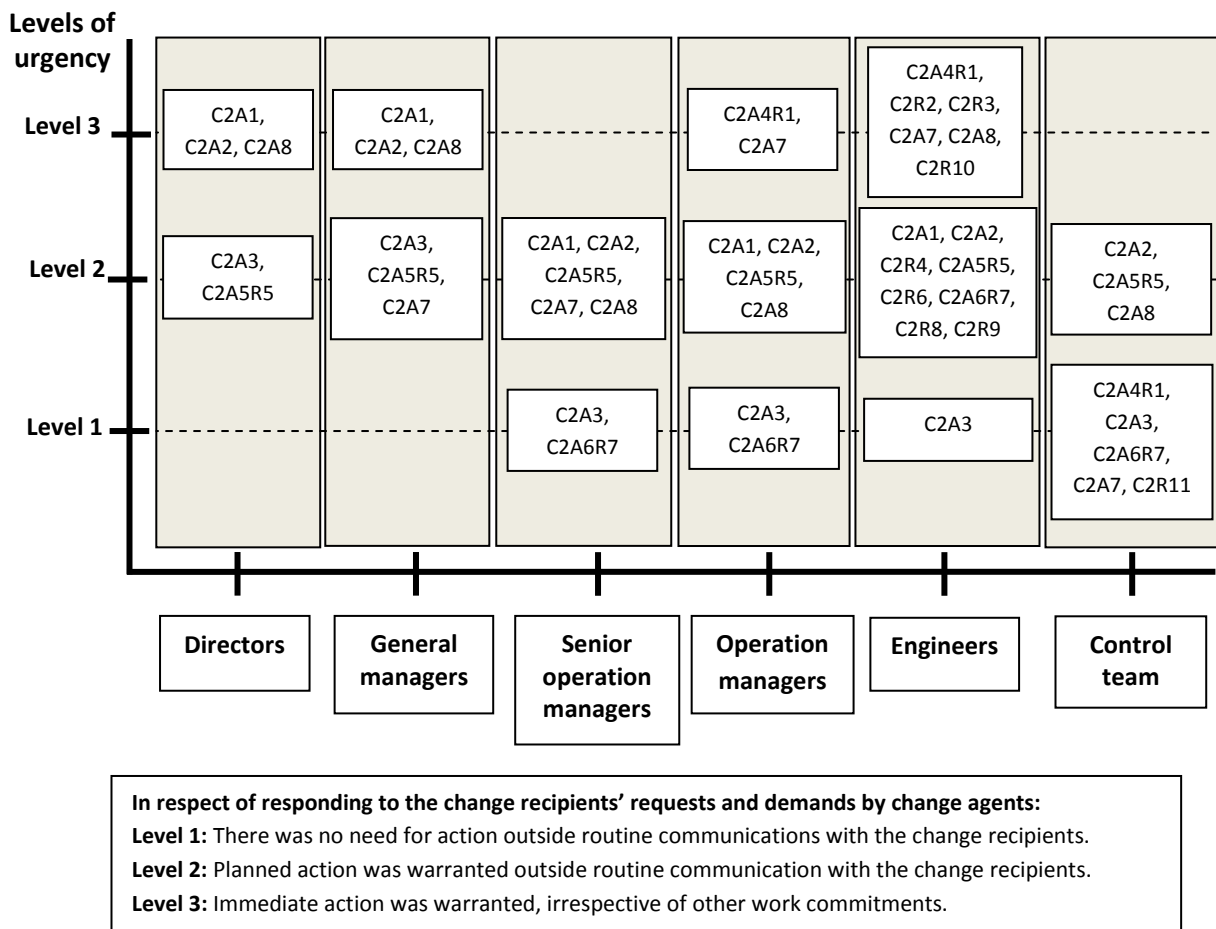 Levels of
urgency
Level 3
C2A1,
C2A2, C2A8
C2A1,
C2A2, C2A8
C2A4R1,
C2A7
C2A4R1,
C2R2, C2R3,
C2A7, C2A8,
C2R10
Level 2
C2A3,
C2A5R5
C2A3,
C2A5R5,
C2A7
C2A1, C2A2,
C2A5R5,
C2A7, C2A8
C2A1, C2A2,
C2A5R5,
C2A8
C2A1, C2A2,
C2R4, C2A5R5,
C2R6, C2A6R7,
C2R8, C2R9
C2A2,
C2A5R5,
C2A8
Level 1
C2A3,
C2A6R7
C2A3,
C2A6R7
C2A3
C2A4R1,
C2A3,
C2A6R7,
C2A7, C2R11
Directors
General
managers
Senior
operation
managers
Operation
managers
Engineers
Control
team
In respect of responding to the change recipients’ requests and demands by change agents:
Level 1: There was no need for action outside routine communications with the change recipients.
Level 2: Planned action was warranted outside routine communication with the change recipients.
Level 3: Immediate action was warranted, irrespective of other work commitments.